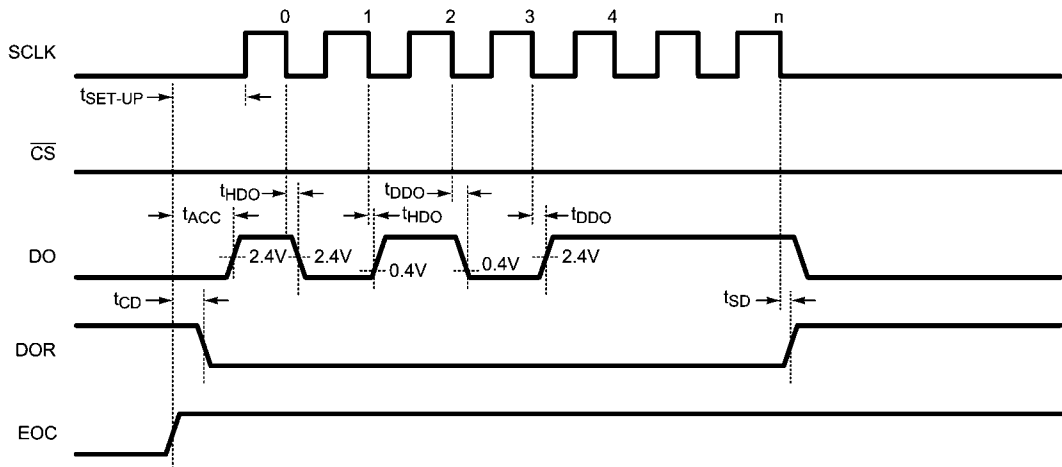 0 1 2 3 4 n
SCLK
tSET-UP
CS
tHDO
tDDO
tACC
tHDO
tDDO
DO
2.4V
2.4V
0.4V
0.4V
2.4V
tCD
tSD
DOR
EOC